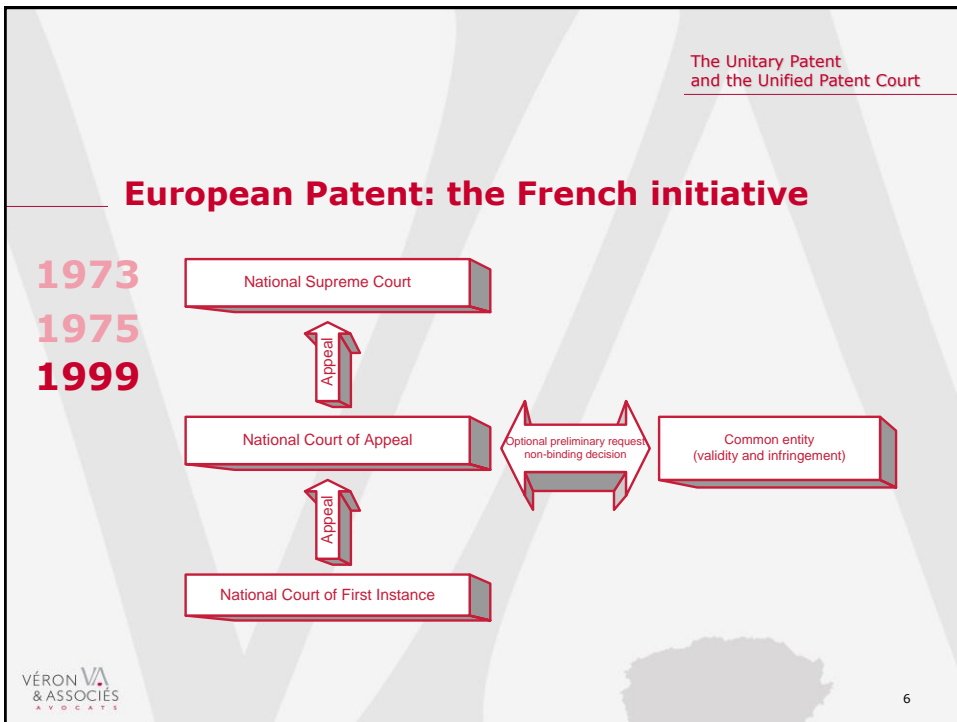 The Unitary Patent
and the Unified Patent Court
European Patent: the French initiative
1973
1975
1999
National Supreme Court
Appeal
National Court of Appeal
Optional preliminary request
non-binding decision
Common entity
(validity and infringement)
Appeal
National Court of First Instance
VÉRON VA
& ASSOCIÉS
AVOCATS
6